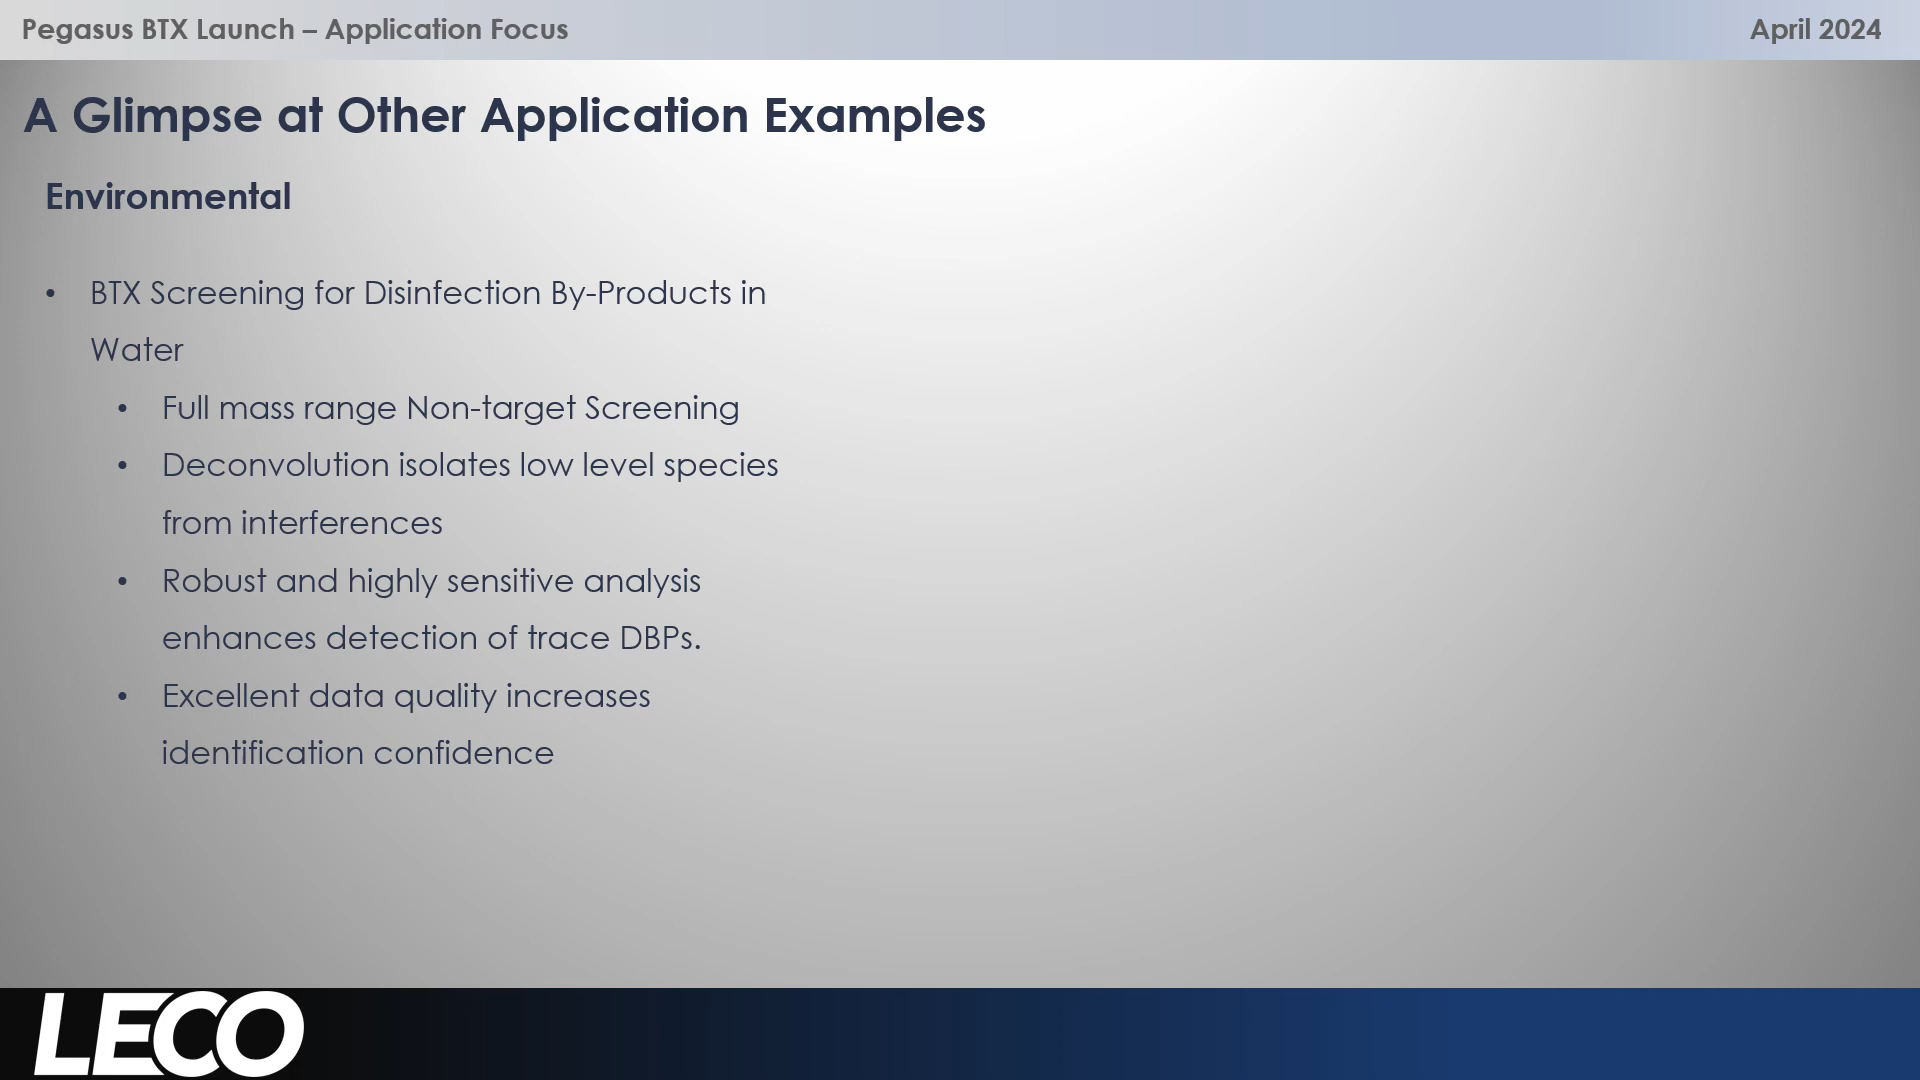 Pegasus BTX Launch – Application Focus
April 2024
A Glimpse at Other Application Examples
Environmental
• BTX Screening for Disinfection By-Products in
Water
• Full mass range Non-target Screening
• Deconvolution isolates low level species
from interferences
• Robust and highly sensitive analysis
enhances detection of trace DBPs.
• Excellent data quality increases
identification confidence
LECO